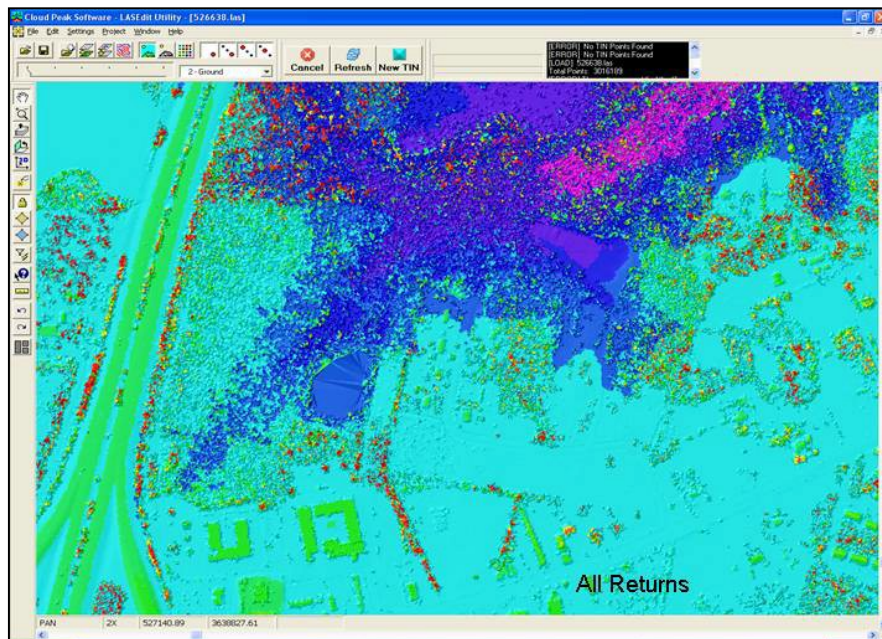 Cloud Peak Software - LASEdit Utility - [526638.las]
File Edit Settings Project Window Help
2 - Ground
Cancel Refresh New TIN
[ERROR] No TIN Points Found
[ERROR] No TIN Points Found
[LOAD] 526638.las
Total Points: 3016189
All Returns
PAN 2X 527140.89 3638827.61